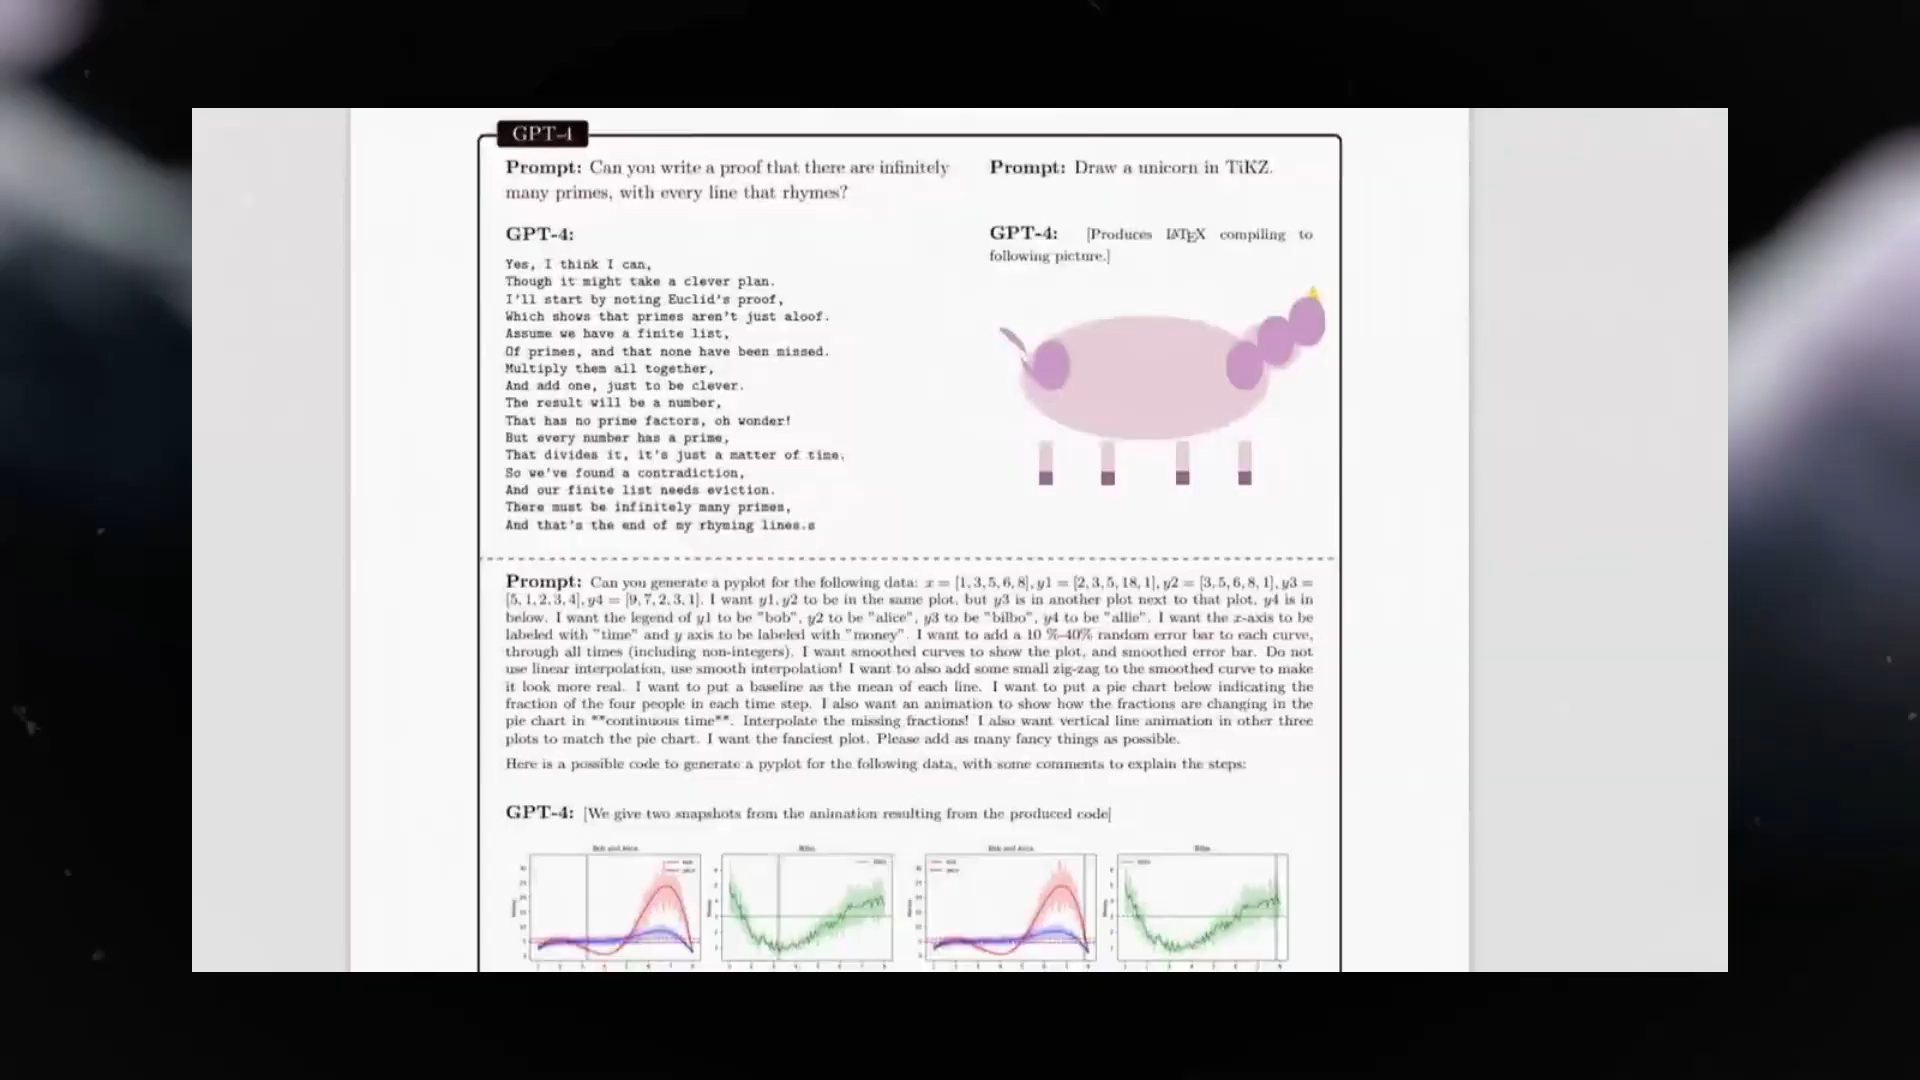 GPT-4
Prompt: Can you write a proof that there are infinitely
many primes, with every line that rhymes?
GPT-4:
Yes, I think I can,
Though it might take a clever plan.
I'll start by noting Euclid's proof,
Which shows that primes aren't just aloof.
Assume we have a finite list,
Of primes, and that none have been missed.
Multiply them all together,
And add one, just to be clever.
The result will be a number,
That has no prime factors, oh wonder!
But every number has a prime,
That divides it, it's just a matter of time.
So we've found a contradiction,
And our finite list needs eviction.
There must be infinitely many primes,
And that's the end of my rhyming lines.s
Prompt: Draw a unicorn in TiKZ.
GPT-4: [Produces LATEX compiling to
following picture.]
Prompt: Can you generate a pyplot for the following data: x = [1, 3, 5, 6, 8], y1 = [2, 3, 5, 18, 1], y2 = [3, 5, 6, 8, 1], y3 =
[5, 1, 2, 3, 4], y4 = [9, 7, 2, 3, 1]. I want y1, y2 to be in the same plot, but y3 is in another plot next to that plot, y4 is in
below. I want the legend of y1 to be "bob", y2 to be "alice", y3 to be "bilbo", y4 to be "allie". I want the x-axis to be
labeled with "time" and y axis to be labeled with "money". I want to add a 10 %-40% random error bar to each curve,
through all times (including non-integers). I want smoothed curves to show the plot, and smoothed error bar. Do not
use linear interpolation, use smooth interpolation! I want to also add some small zig-zag to the smoothed curve to make
it look more real. I want to put a baseline as the mean of each line. I want to put a pie chart below indicating the
fraction of the four people in each time step. I also want an animation to show how the fractions are changing in the
pie chart in **continuous time**. Interpolate the missing fractions! I also want vertical line animation in other three
plots to match the pie chart. I want the fanciest plot. Please add as many fancy things as possible.
Here is a possible code to generate a pyplot for the following data, with some comments to explain the steps:
GPT-4: [We give two snapshots from the animation resulting from the produced code]
Bob and Alice
Bilbo
Bob and Alice
Bilbo